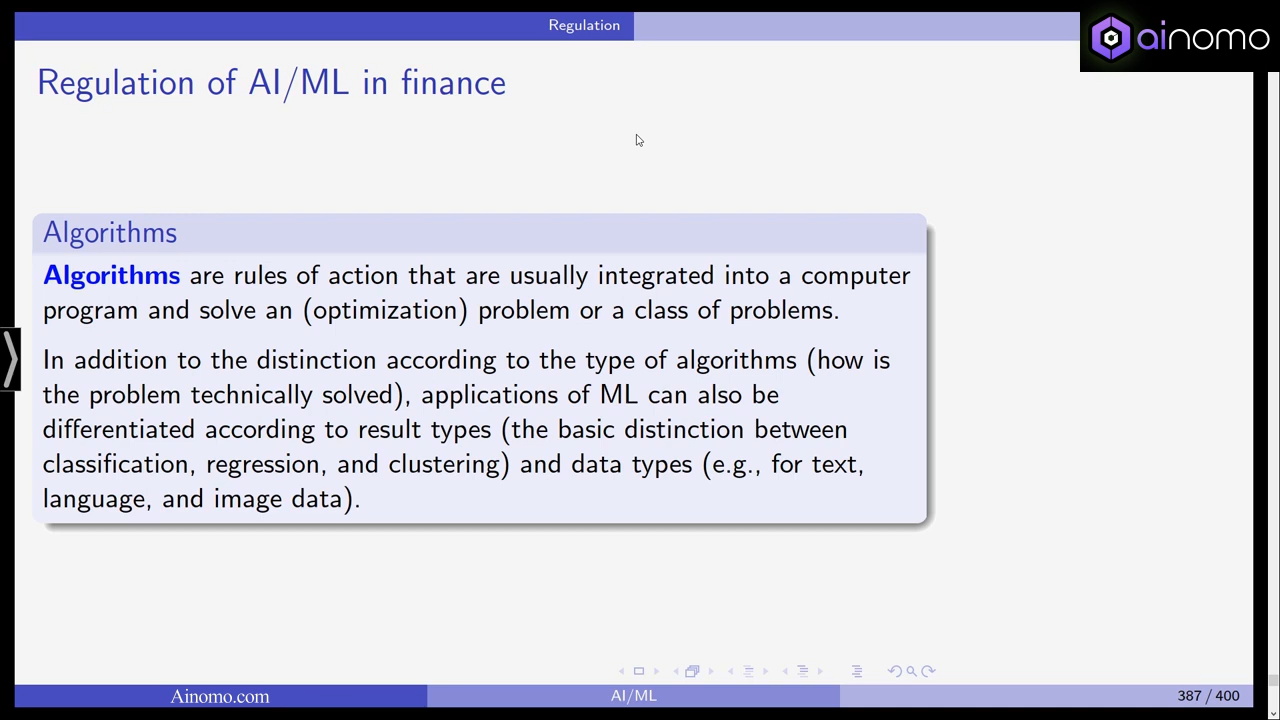 Regulation
ainomo
Regulation of AI/ML in finance
Algorithms
Algorithms are rules of action that are usually integrated into a computer
program and solve an (optimization) problem or a class of problems.
In addition to the distinction according to the type of algorithms (how is
the problem technically solved), applications of ML can also be
differentiated according to result types (the basic distinction between
classification, regression, and clustering) and data types (e.g., for text,
language, and image data).
Ainomo.com
AI/ML
387 / 400